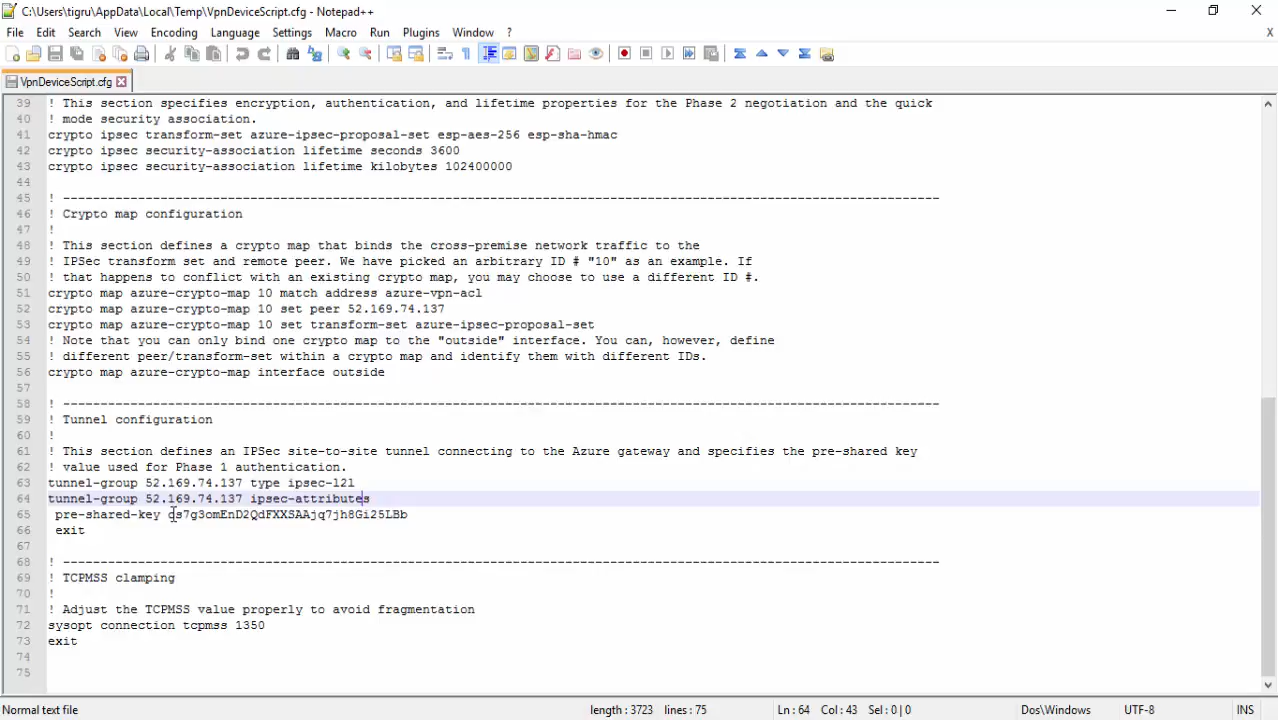 C:\Users\tigru\AppData\Local\Temp\VpnDeviceScript.cfg - Notepad++
File Edit Search View Encoding Language Settings Macro Run Plugins Window ? X
VpnDeviceScript.cfg
39 ! This section specifies encryption, authentication, and lifetime properties for the Phase 2 negotiation and the quick
40 ! mode security association.
41 crypto ipsec transform-set azure-ipsec-proposal-set esp-aes-256 esp-sha-hmac
42 crypto ipsec security-association lifetime seconds 3600
43 crypto ipsec security-association lifetime kilobytes 102400000
44
45 ! ---------------------------------------------------------------------------------------------------------------------
46 ! Crypto map configuration
47 !
48 ! This section defines a crypto map that binds the cross-premise network traffic to the
49 ! IPSec transform set and remote peer. We have picked an arbitrary ID # "10" as an example. If
50 ! that happens to conflict with an existing crypto map, you may choose to use a different ID #.
51 crypto map azure-crypto-map 10 match address azure-vpn-acl
52 crypto map azure-crypto-map 10 set peer 52.169.74.137
53 crypto map azure-crypto-map 10 set transform-set azure-ipsec-proposal-set
54 ! Note that you can only bind one crypto map to the "outside" interface. You can, however, define
55 ! different peer/transform-set within a crypto map and identify them with different IDs.
56 crypto map azure-crypto-map interface outside
57
58 ! ---------------------------------------------------------------------------------------------------------------------
59 ! Tunnel configuration
60 !
61 ! This section defines an IPSec site-to-site tunnel connecting to the Azure gateway and specifies the pre-shared key
62 ! value used for Phase 1 authentication.
63 tunnel-group 52.169.74.137 type ipsec-l2l
64 tunnel-group 52.169.74.137 ipsec-attributes
65 pre-shared-key ds7g3omEnD2QdFXXSAAjq7jh8Gi25LBb
66 exit
67
68 ! ---------------------------------------------------------------------------------------------------------------------
69 ! TCPMSS clamping
70 !
71 ! Adjust the TCPMSS value properly to avoid fragmentation
72 sysopt connection tcpmss 1350
73 exit
74
75
Normal text file length : 3723 lines : 75 Ln : 64 Col : 43 Sel : 0 | 0 Dos\Windows UTF-8 INS